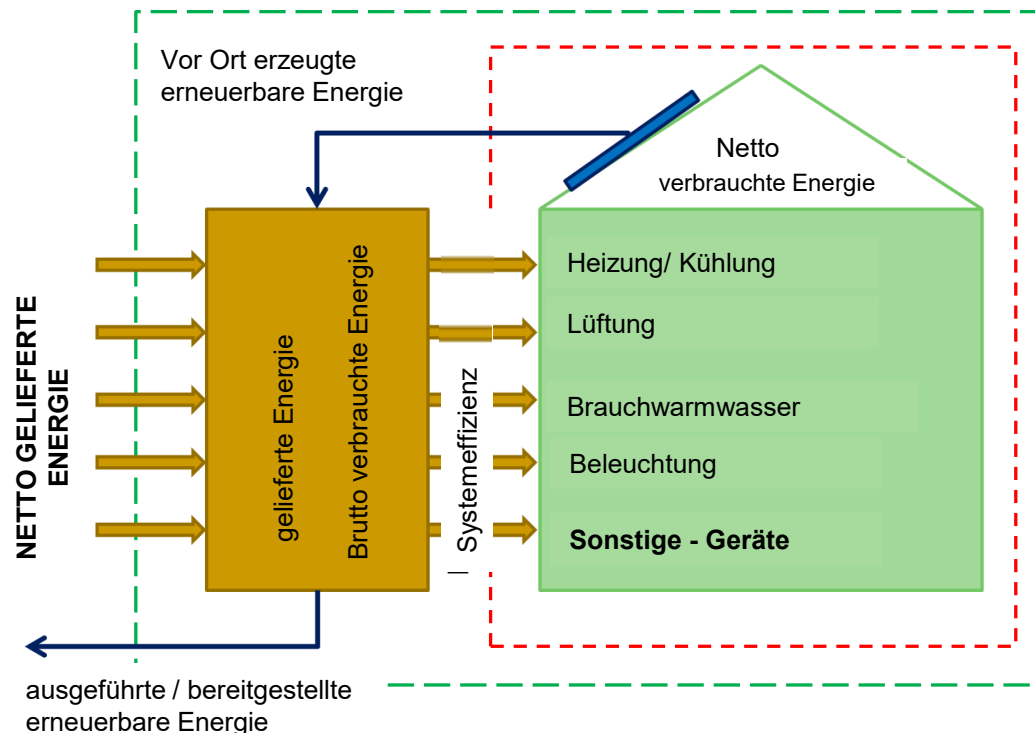 Vor Ort erzeugte
erneuerbare Energie
Netto
verbrauchte Energie
NETTO GELIEFERTE
ENERGIE
gelieferte Energie
Brutto verbrauchte Energie
Systemeffizienz
Heizung/ Kühlung
Lüftung
Brauchwarmwasser
Beleuchtung
Sonstige - Geräte
ausgeführte / bereitgestellte
erneuerbare Energie